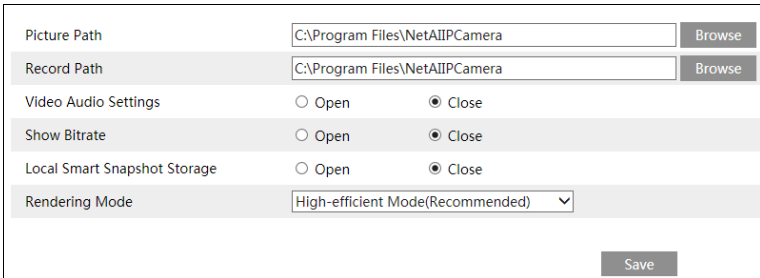 Picture Path C:\Program Files\NetAIIPCamera Browse
Record Path C:\Program Files\NetAIIPCamera Browse
Video Audio Settings Open Close
Show Bitrate Open Close
Local Smart Snapshot Storage Open Close
Rendering Mode High-efficient Mode(Recommended)
Save